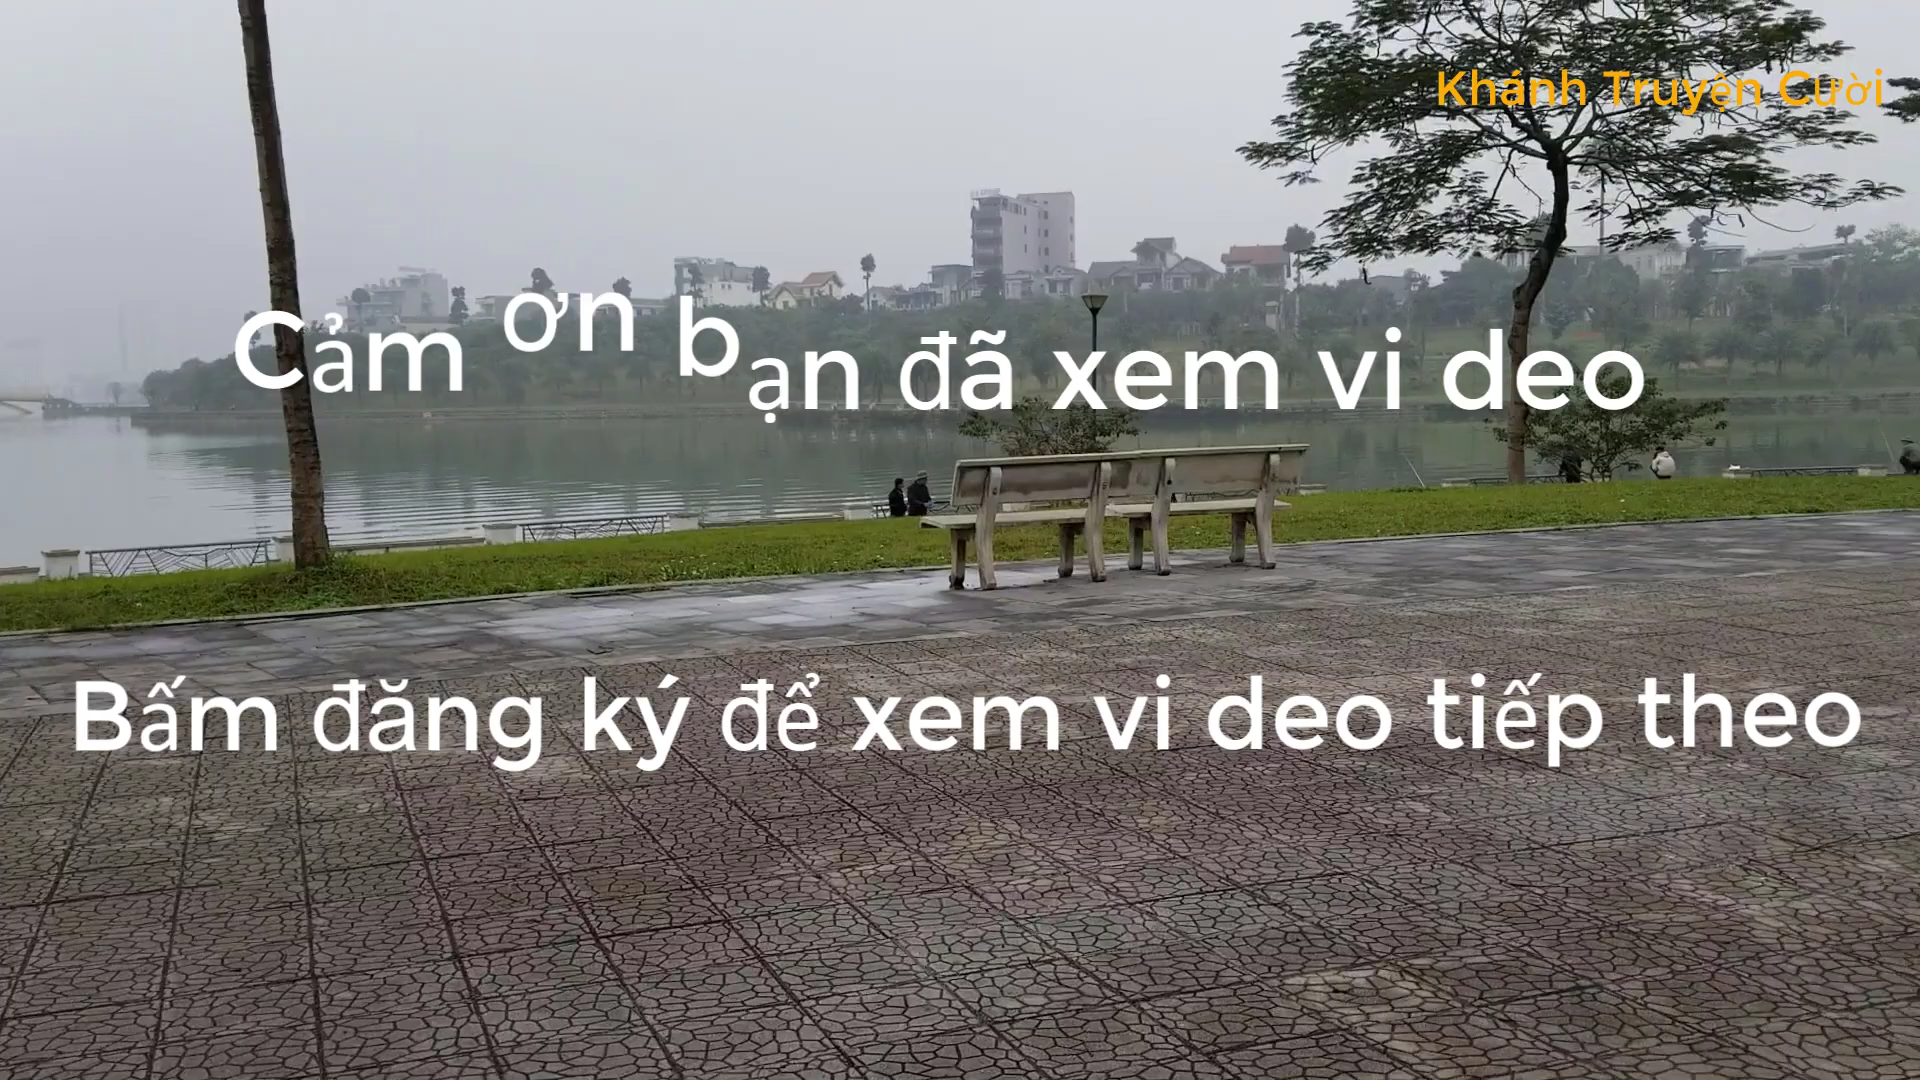 Khánh Truyện Cười
Cảm ơn bạn đã xem vi deo
Bấm đăng ký để xem vi deo tiếp theo